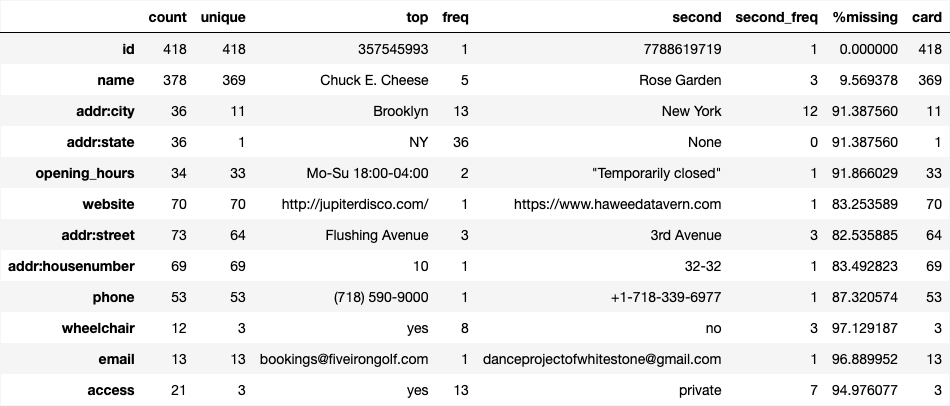 count unique top freq second second_freq %missing card
id 418 418 357545993 1 7788619719 1 0.000000 418
name 378 369 Chuck E. Cheese 5 Rose Garden 3 9.569378 369
addr:city 36 11 Brooklyn 13 New York 12 91.387560 11
addr:state 36 1 NY 36 None 0 91.387560 1
opening_hours 34 33 Mo-Su 18:00-04:00 2 "Temporarily closed" 1 91.866029 33
website 70 70 http://jupiterdisco.com/ 1 https://www.haweedatavern.com 1 83.253589 70
addr:street 73 64 Flushing Avenue 3 3rd Avenue 3 82.535885 64
addr:housenumber 69 69 10 1 32-32 1 83.492823 69
phone 53 53 (718) 590-9000 1 +1-718-339-6977 1 87.320574 53
wheelchair 12 3 yes 8 no 3 97.129187 3
email 13 13 bookings@fiveirongolf.com 1 danceprojectofwhitestone@gmail.com 1 96.889952 13
access 21 3 yes 13 private 7 94.976077 3